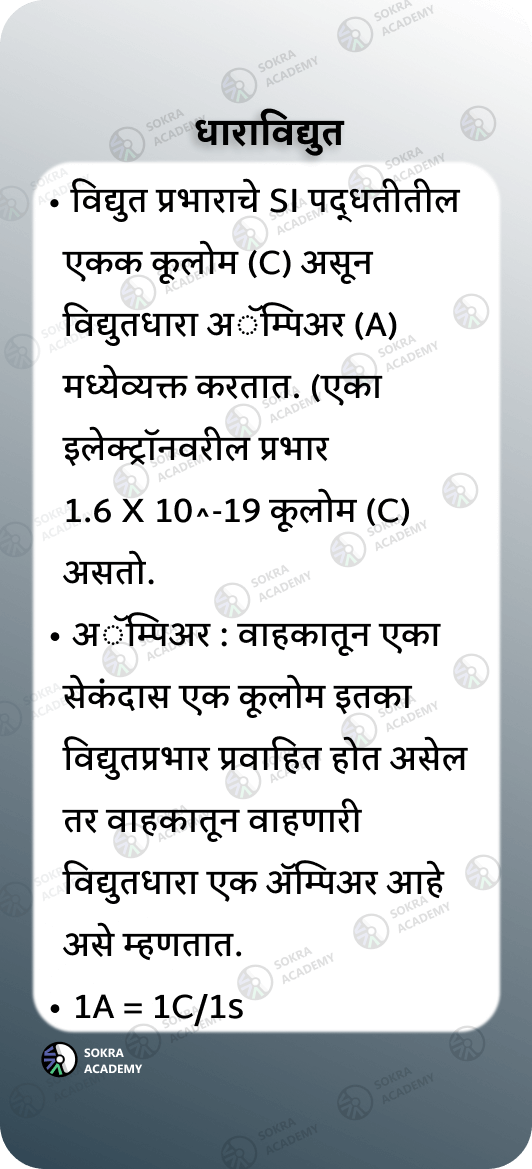 धाराविद्युत
• विद्युत प्रभाराचे SI पद्धतीतील
एकक कूलोम (C) असून
विद्युतधारा अॅम्पिअर (A)
मध्येव्यक्त करतात. (एका
इलेक्ट्रॉनवरील प्रभार
1.6 X 10^-19 कूलोम (C)
असतो.
• अॅम्पिअर : वाहकातून एका
सेकंदास एक कूलोम इतका
विद्युतप्रभार प्रवाहित होत असेल
तर वाहकातून वाहणारी
विद्युतधारा एक ॲम्पिअर आहे
असे म्हणतात.
• 1A = 1C/1s
SOKRA
ACADEMY